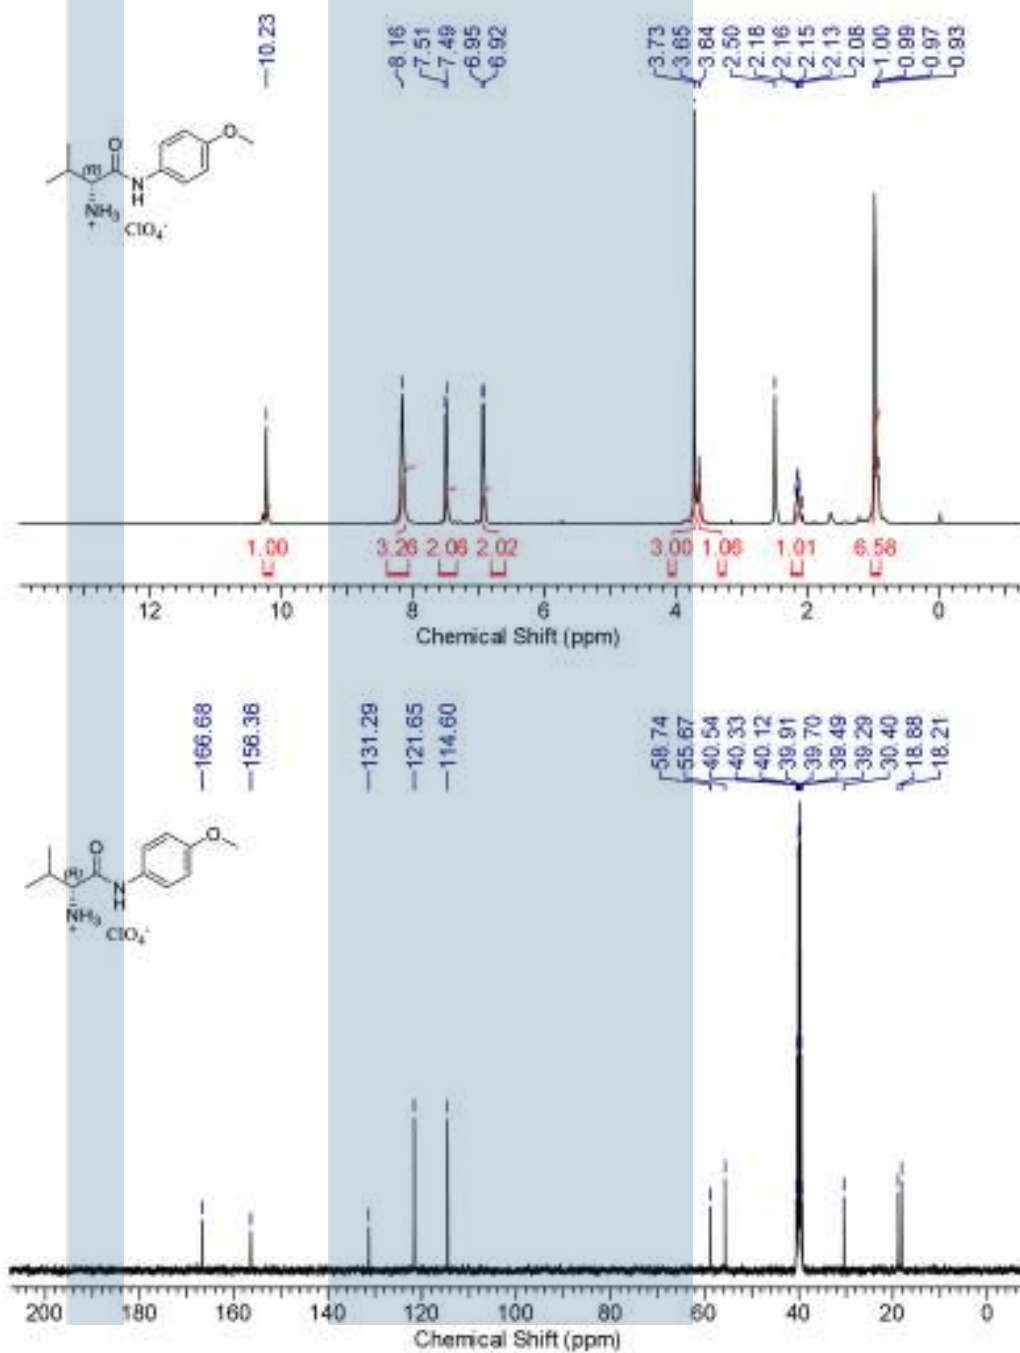 10.23
8.16
7.51
7.49
6.95
6.92
3.73
3.65
3.64
2.50
2.18
2.16
2.15
2.13
2.08
1.00
0.99
0.97
0.93
O
O
(R)
N
H
NH3
+
ClO4-
1.00 3.26 2.06 2.02 3.00 1.06 1.01 6.58
12 10 8 6 4 2 0
Chemical Shift (ppm)
166.68
156.36
131.29
121.65
114.60
58.74
55.67
40.54
40.33
40.12
39.91
39.70
39.49
39.29
30.40
18.88
18.21
O
O
(R)
N
H
NH3
+
ClO4-
200 180 160 140 120 100 80 60 40 20 0
Chemical Shift (ppm)